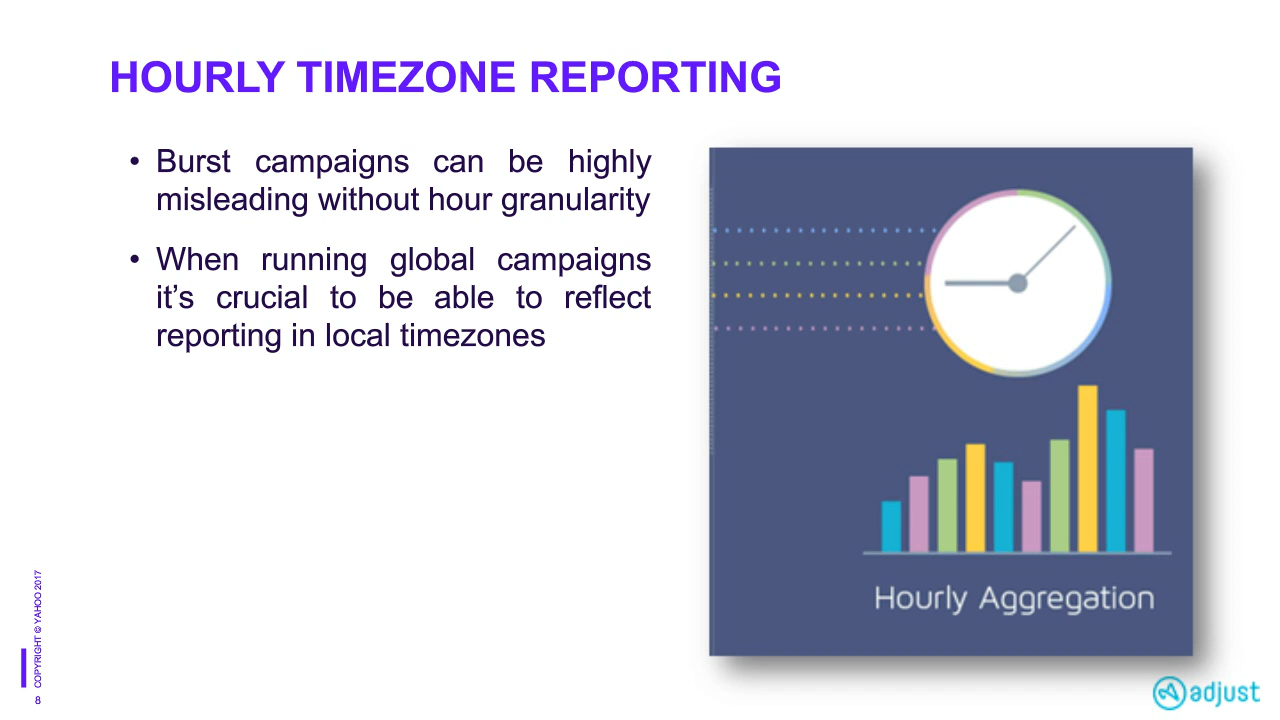 HOURLY TIMEZONE REPORTING
• Burst campaigns can be highly
misleading without hour granularity
• When running global campaigns
it’s crucial to be able to reflect
reporting in local timezones
Hourly Aggregation
COPYRIGHT © YAHOO 2017
8
adjust